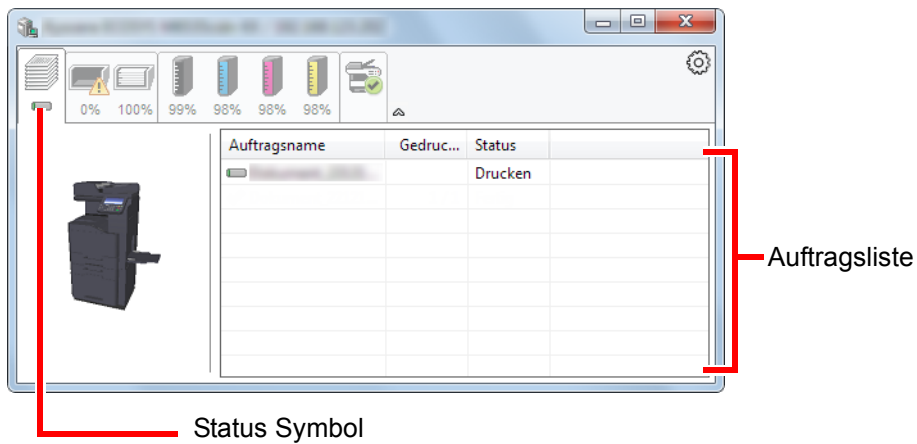 0% 100% 99% 98% 98% 98%
Auftragsname Gedruc... Status
Drucken
Auftragsliste
Status Symbol